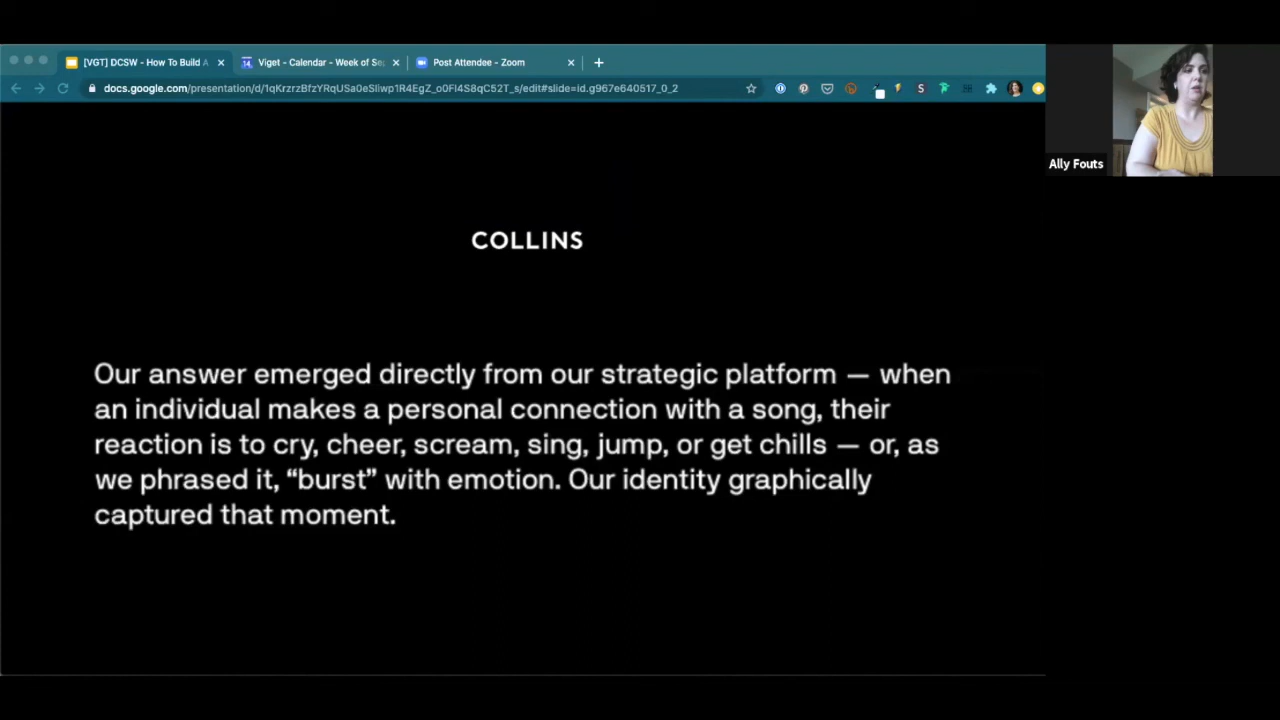 [VGT] DCSW - How To Build A
Viget - Calendar - Week of Se
Post Attendee - Zoom
docs.google.com/presentation/d/1qKrzrzBfzYRqUSa0eSliwp1R4EgZ_o0Fl4S8qC52T_s/edit#slide=id.g967e640517_0_2
Ally Fouts
COLLINS
Our answer emerged directly from our strategic platform — when
an individual makes a personal connection with a song, their
reaction is to cry, cheer, scream, sing, jump, or get chills — or, as
we phrased it, “burst” with emotion. Our identity graphically
captured that moment.